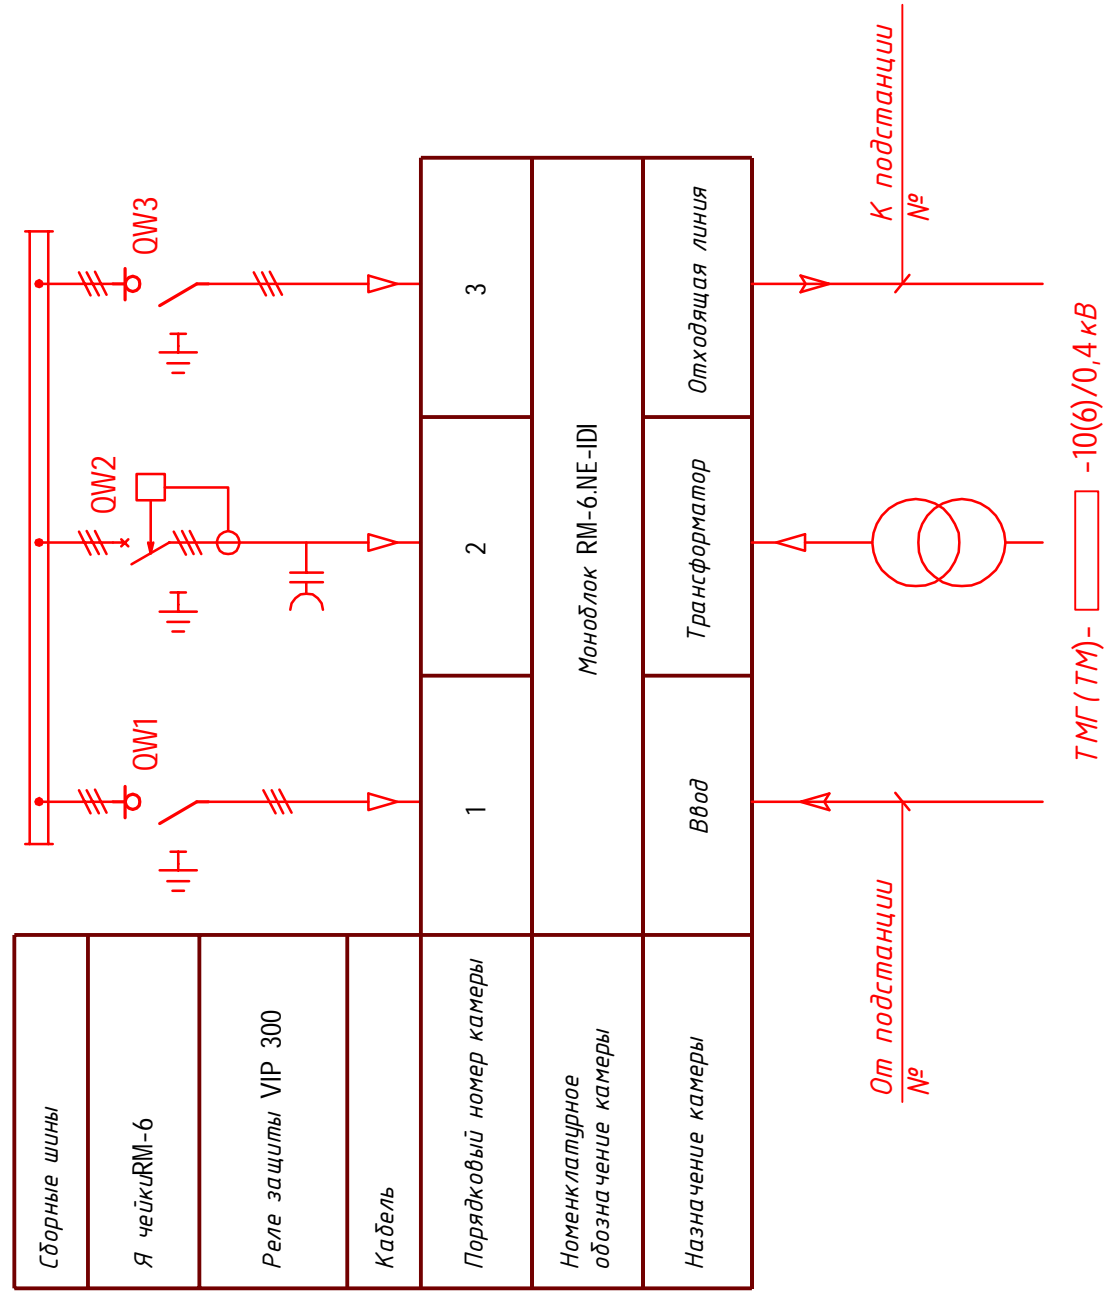 Сборные шины
Я чейкиRM-6
Реле защиты VIP 300
Кабель
QW1
QW2
QW3
Порядковый номер камеры
1
2
3
Номенклатурное
обозначение камеры
Моноблок RM-6.NE-IDI
Назначение камеры
Ввод
Трансформатор
Отходящая линия
От подстанции
№
К подстанции
№
ТМГ(ТМ)- -10(6)/0,4 кВ